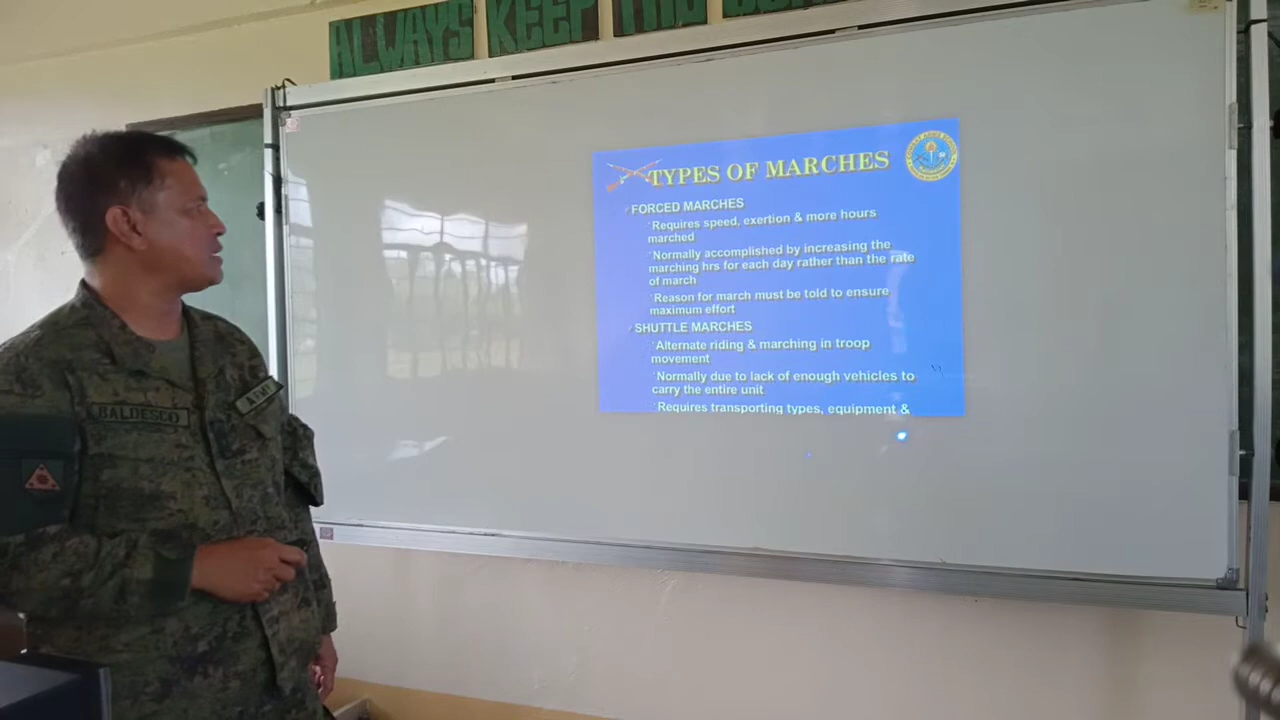 ALWAYS KEEP THE
TYPES OF MARCHES
FORCED MARCHES
Requires speed, exertion & more hours
marched
Normally accomplished by increasing the
marching hrs for each day rather than the rate
of march
Reason for march must be told to ensure
maximum effort
SHUTTLE MARCHES
Alternate riding & marching in troop
movement
Normally due to lack of enough vehicles to
carry the entire unit
Requires transporting types, equipment &
BALDESCO
ARMY